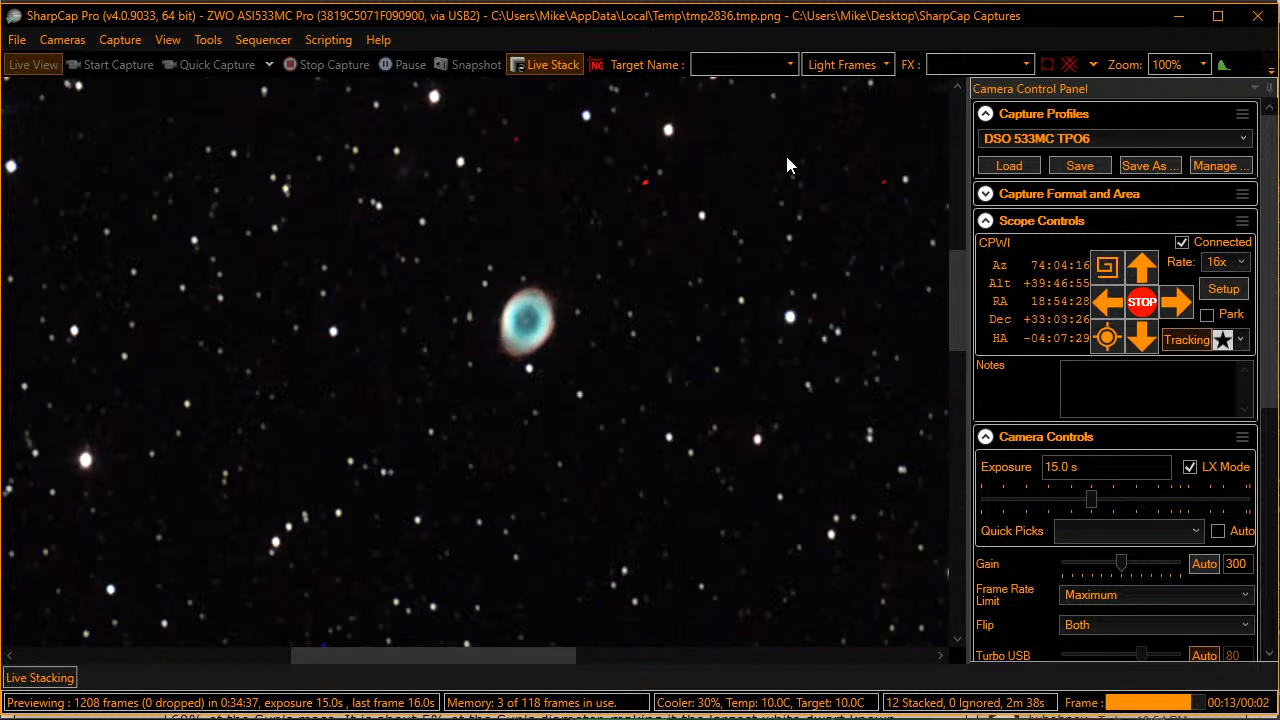 SharpCap Pro (v4.0.9033, 64 bit) - ZWO ASI533MC Pro (3819C5071F090900, via USB2) - C:\Users\Mike\AppData\Local\Temp\tmp2836.tmp.png - C:\Users\Mike\Desktop\SharpCap Captures
File Cameras Capture View Tools Sequencer Scripting Help
Live View Start Capture Quick Capture Stop Capture Pause Snapshot Live Stack NC Target Name : Light Frames FX : Zoom: 100%
Camera Control Panel
Capture Profiles
DSO 533MC TPO6
Load Save Save As ... Manage ...
Capture Format and Area
Scope Controls
CPWI Connected
Az 74:04:16 Rate: 16x
Alt +39:46:55
RA 18:54:28 STOP Setup
Dec +33:03:26 Park
HA -04:07:29 Tracking
Notes
Camera Controls
Exposure 15.0 s LX Mode
Quick Picks Auto
Gain Auto 300
Frame Rate
Limit Maximum
Flip Both
Turbo USB Auto 80
Live Stacking
Previewing : 1208 frames (0 dropped) in 0:34:37, exposure 15.0s , last frame 16.0s Memory: 3 of 118 frames in use. Cooler: 30%, Temp: 10.0C, Target: 10.0C 12 Stacked, 0 Ignored, 2m 38s Frame : 00:13/00:02